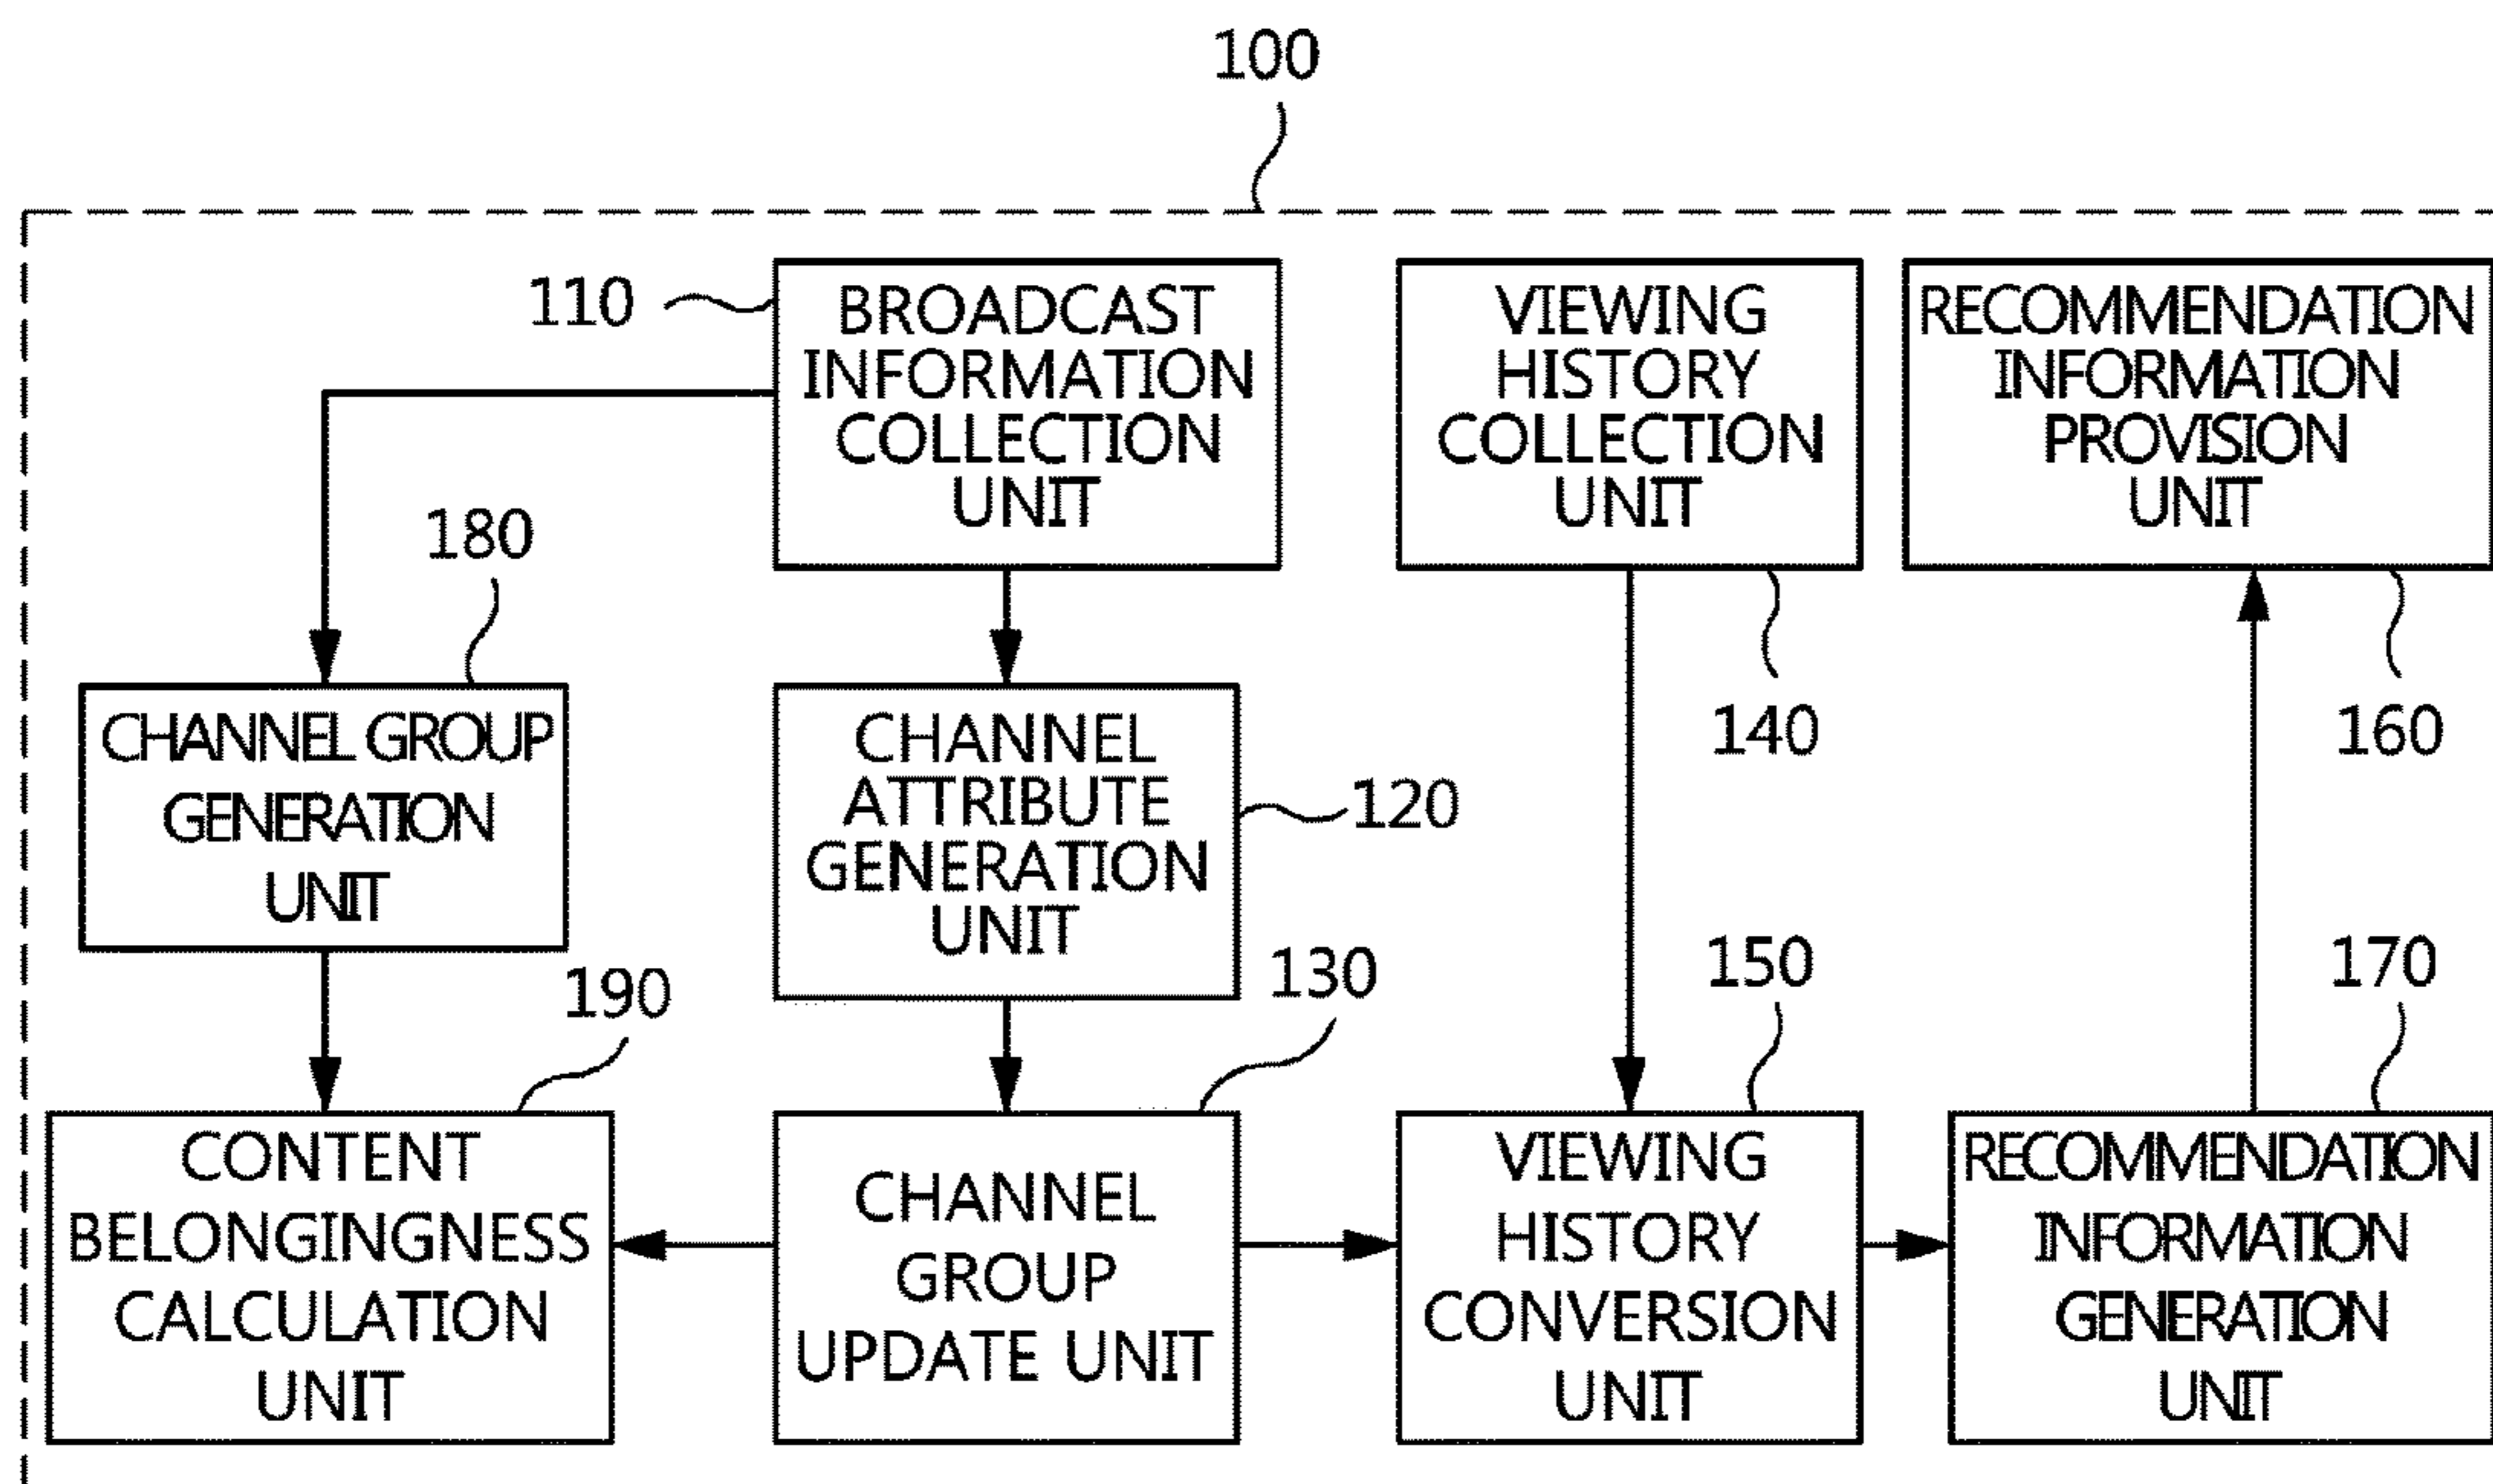 100
110
BROADCAST
INFORMATION
COLLECTION
UNIT
VIEWING
HISTORY
COLLECTION
UNIT
RECOMMENDATION
INFORMATION
PROVISION
UNIT
180
140
160
CHANNEL GROUP
GENERATION
UNIT
CHANNEL
ATTRIBUTE
GENERATION
UNIT
120
190
130
150
170
CONTENT
BELONGINGNESS
CALCULATION
UNIT
CHANNEL
GROUP
UPDATE UNIT
VIEWING
HISTORY
CONVERSION
UNIT
RECOMMENDATION
INFORMATION
GENERATION
UNIT